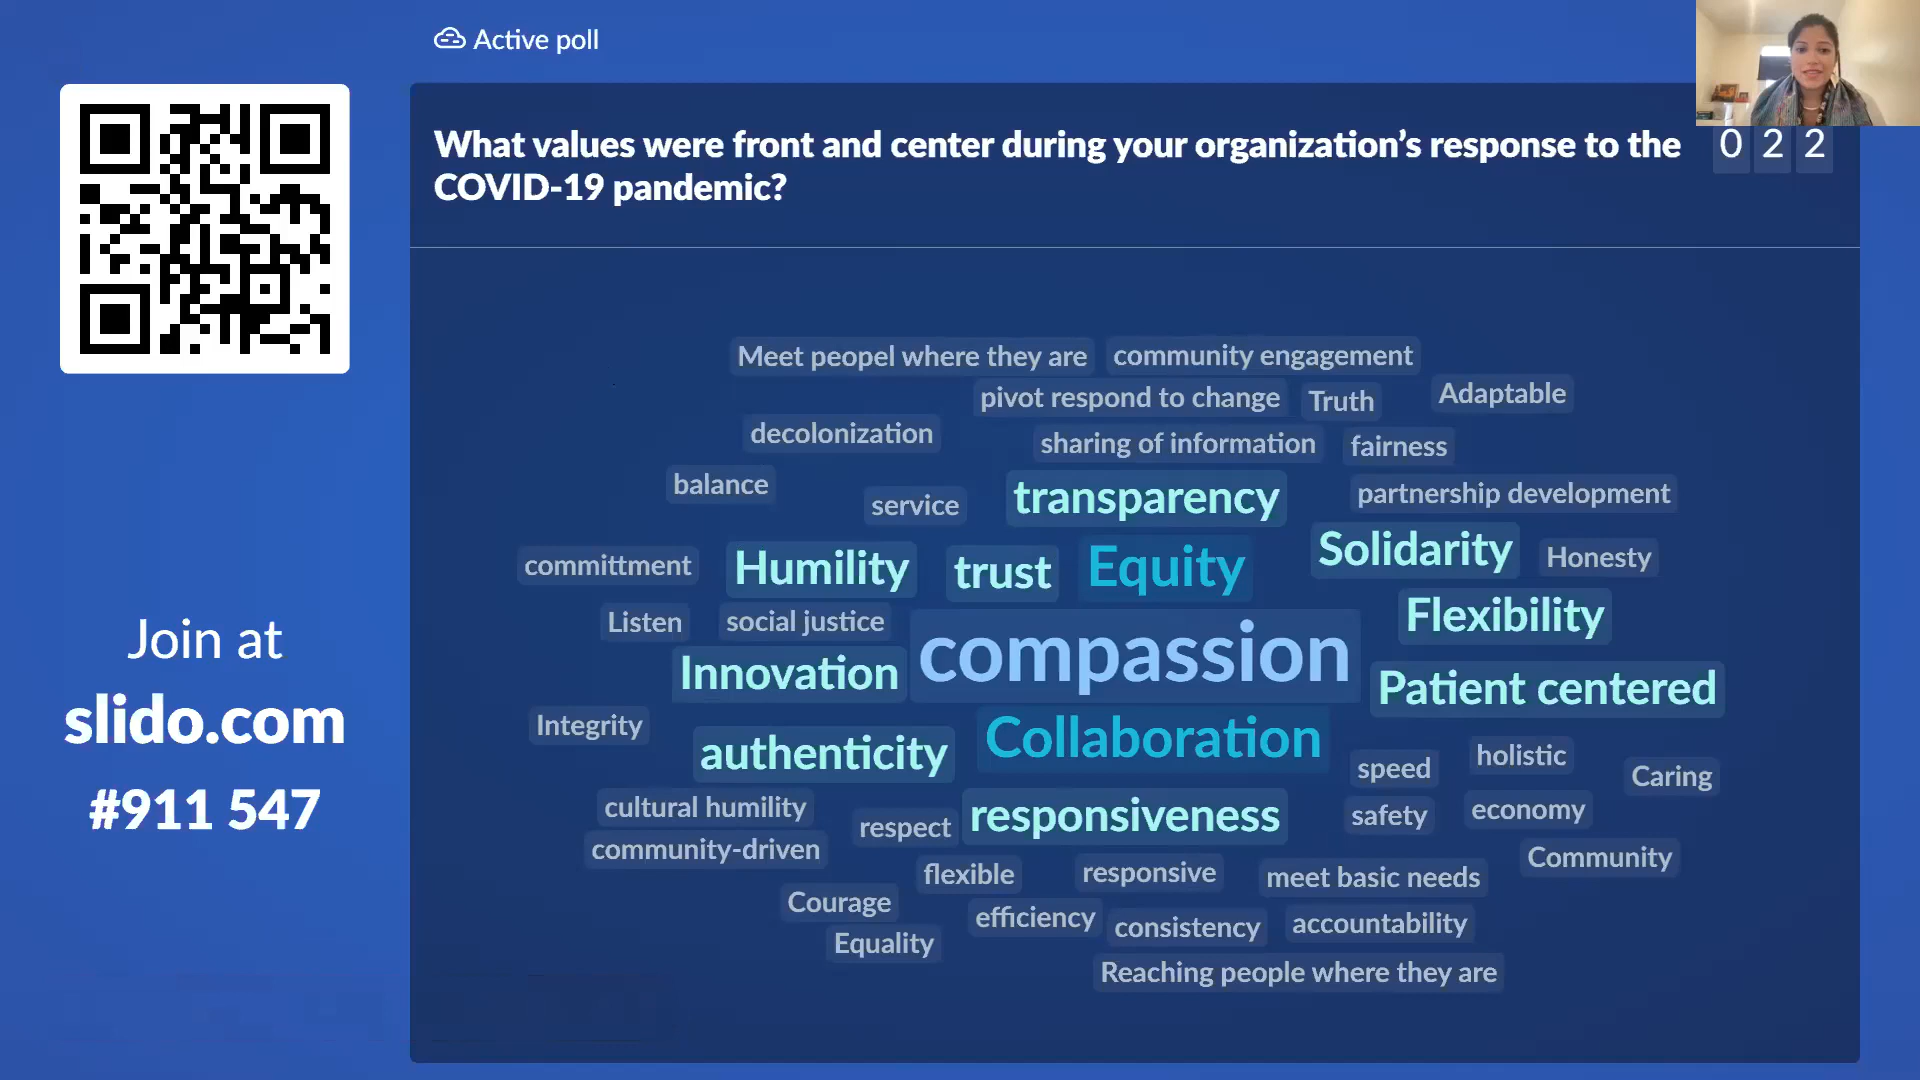 Active poll
What values were front and center during your organization's response to the
COVID-19 pandemic?
0 2 2
Join at
slido.com
#911 547
Meet peopel where they are
community engagement
pivot respond to change
Truth
Adaptable
decolonization
sharing of information
fairness
balance
service
transparency
partnership development
committment
Humility
trust
Equity
Solidarity
Honesty
Listen
social justice
compassion
Flexibility
Innovation
Patient centered
Integrity
authenticity
Collaboration
speed
holistic
Caring
cultural humility
respect
responsiveness
safety
economy
community-driven
flexible
responsive
meet basic needs
Community
Courage
efficiency
consistency
accountability
Equality
Reaching people where they are